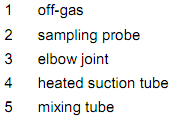 1 off-gas
2 sampling probe
3 elbow joint
4 heated suction tube
5 mixing tube